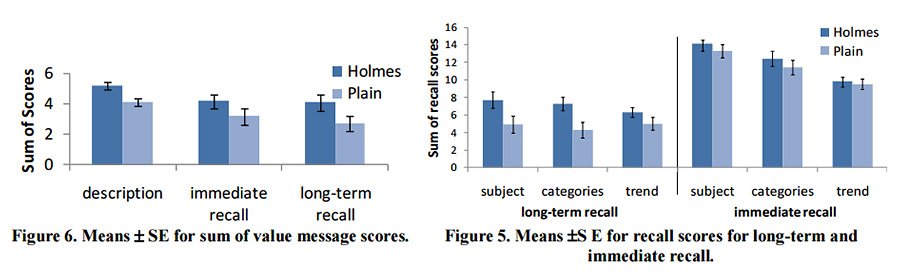 Sum of Scores
6
4
2
0
Holmes
Plain
description
immediate
recall
long-term
recall
Figure 6. Means ± SE for sum of value message scores.
Sum of recall scores
16
14
12
10
8
6
4
2
0
Holmes
Plain
subject categories trend subject categories trend
long-term recall immediate recall
Figure 5. Means ±S E for recall scores for long-term and
immediate recall.